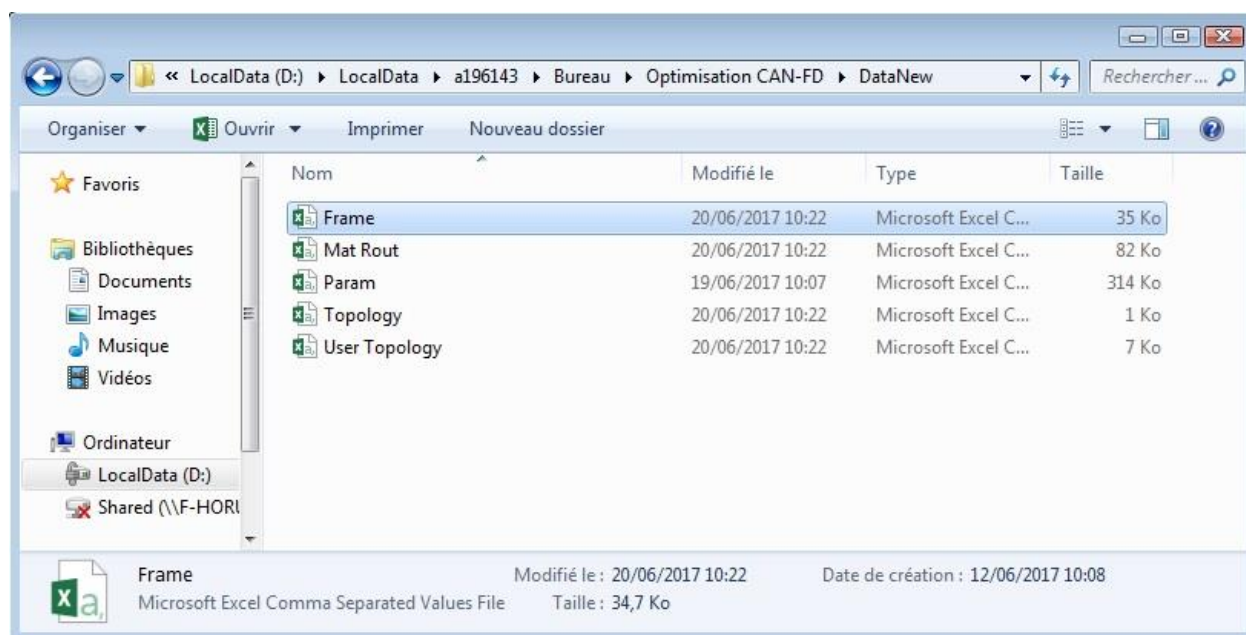 « LocalData (D:) ▸ LocalData ▸ a196143 ▸ Bureau ▸ Optimisation CAN-FD ▸ DataNew Rechercher...
Organiser Ouvrir Imprimer Nouveau dossier
Favoris
Bibliothèques
Documents
Images
Musique
Vidéos
Ordinateur
LocalData (D:)
Shared (\\F-HORU
Nom Modifié le Type Taille
Frame 20/06/2017 10:22 Microsoft Excel C... 35 Ko
Mat Rout 20/06/2017 10:22 Microsoft Excel C... 82 Ko
Param 19/06/2017 10:07 Microsoft Excel C... 314 Ko
Topology 20/06/2017 10:22 Microsoft Excel C... 1 Ko
User Topology 20/06/2017 10:22 Microsoft Excel C... 7 Ko
Frame Modifié le : 20/06/2017 10:22 Date de création : 12/06/2017 10:08
Microsoft Excel Comma Separated Values File Taille : 34,7 Ko